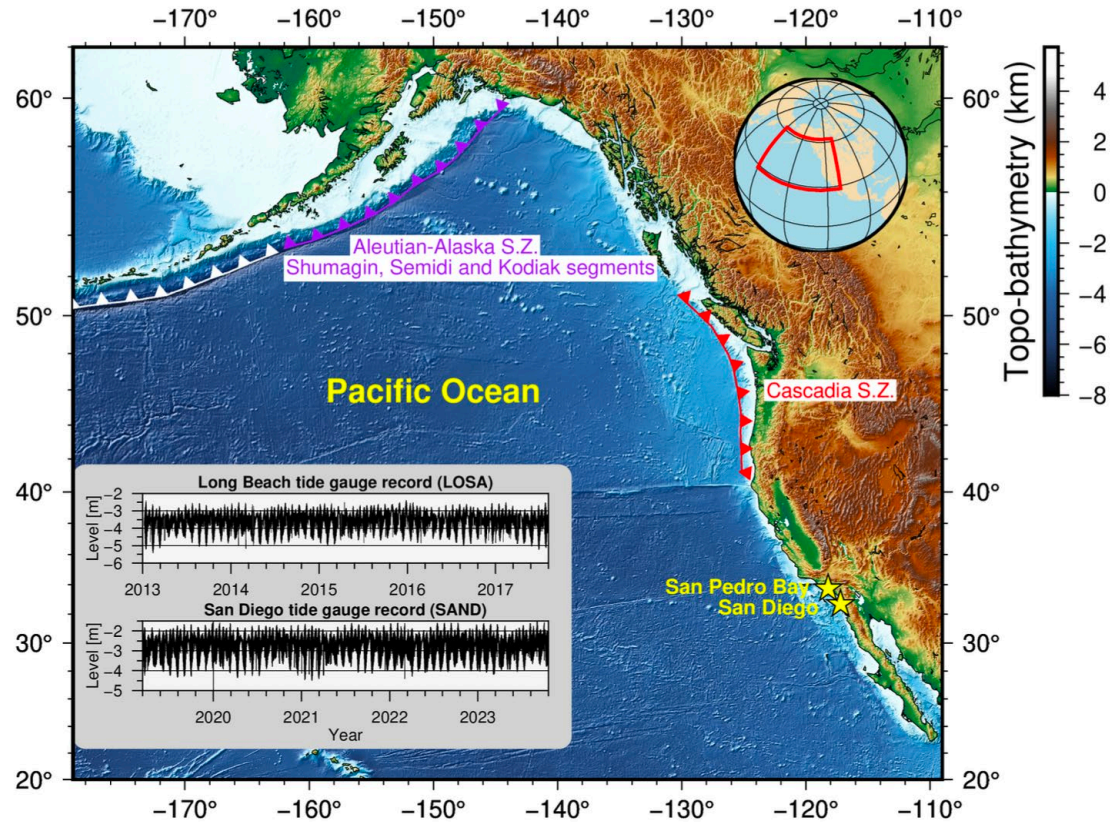 −170° −160° −150° −140° −130° −120° −110°
60° 60°
50° 50°
40° 40°
30° 30°
20° 20°
Topo-bathymetry (km)
4
2
0
−2
−4
−6
−8
Aleutian-Alaska S.Z.
Shumagin, Semidi and Kodiak segments
Pacific Ocean
Cascadia S.Z.
San Pedro Bay
San Diego
Long Beach tide gauge record (LOSA)
Level [m]
−2
−3
−4
−5
−6
2013 2014 2015 2016 2017
San Diego tide gauge record (SAND)
Level [m]
−2
−3
−4
−5
2020 2021 2022 2023
Year
−170° −160° −150° −140° −130° −120° −110°